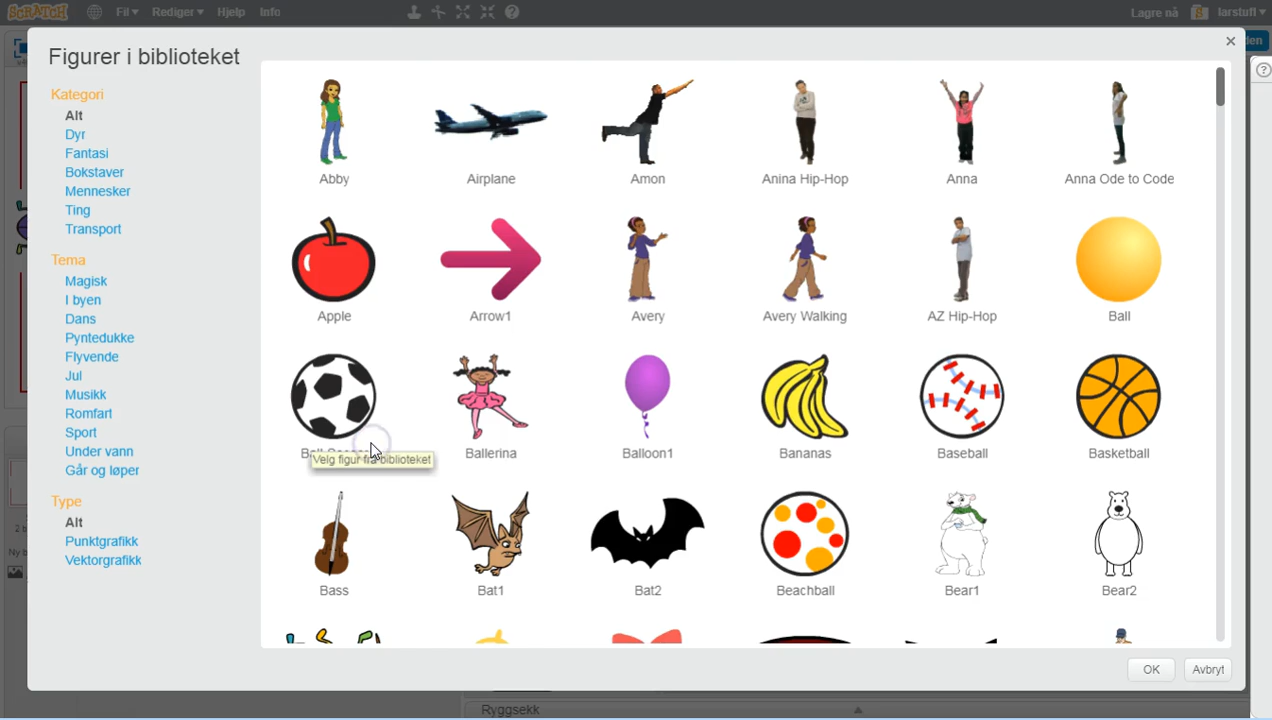 SCRATCH Fil▾ Rediger▾ Hjelp Info Lagre nå larstufl▾
Figurer i biblioteket
Kategori
Alt
Dyr
Fantasi
Bokstaver
Mennesker
Ting
Transport
Tema
Magisk
I byen
Dans
Pyntedukke
Flyvende
Jul
Musikk
Romfart
Sport
Under vann
Går og løper
Type
Alt
Punktgrafikk
Vektorgrafikk
Abby Airplane Amon Anina Hip-Hop Anna Anna Ode to Code
Apple Arrow1 Avery Avery Walking AZ Hip-Hop Ball
Ballerina Balloon1 Bananas Baseball Basketball
Velg figur fra biblioteket
Bass Bat1 Bat2 Beachball Bear1 Bear2
OK Avbryt
Ryggsekk